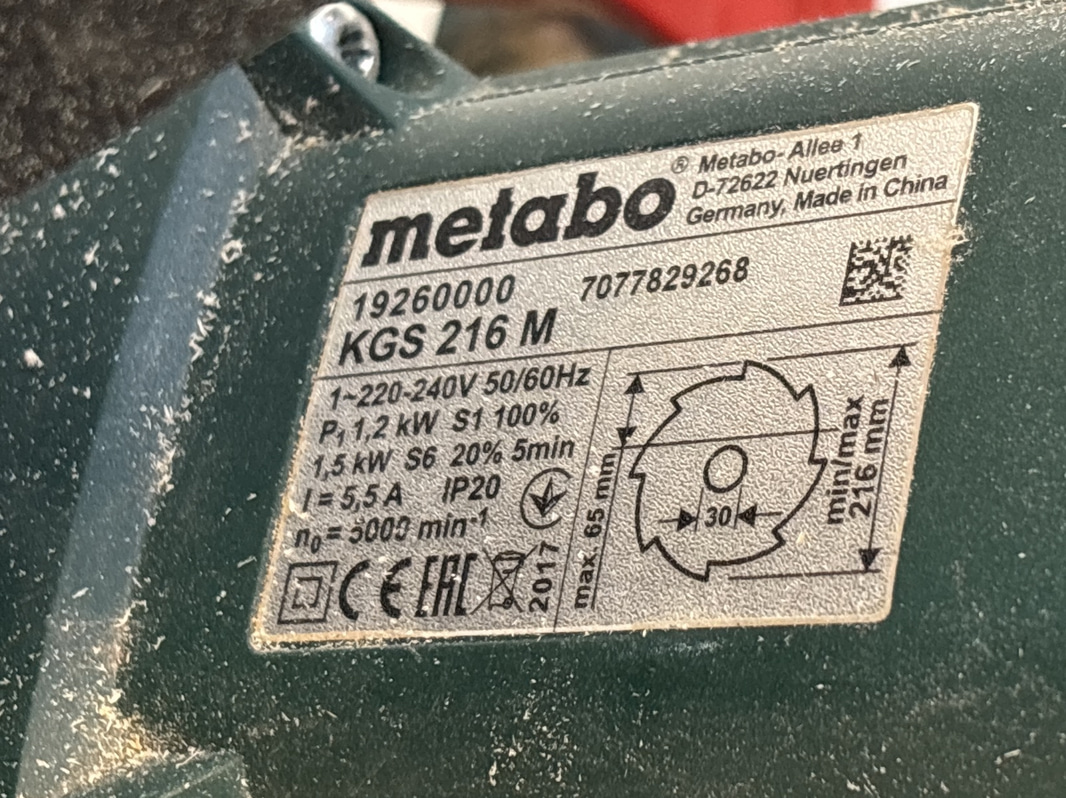 metabo ®
Metabo-Allee 1
D-72622 Nuertingen
Germany, Made in China
19260000 7077829268
KGS 216 M
1~220-240V 50/60Hz
P₁ 1,2 kW S1 100%
1,5 kW S6 20% 5min
I = 5,5 A IP20
n₀ = 5000 min⁻¹
CE EAC 2017
max. 65 mm
30
min/max
216 mm